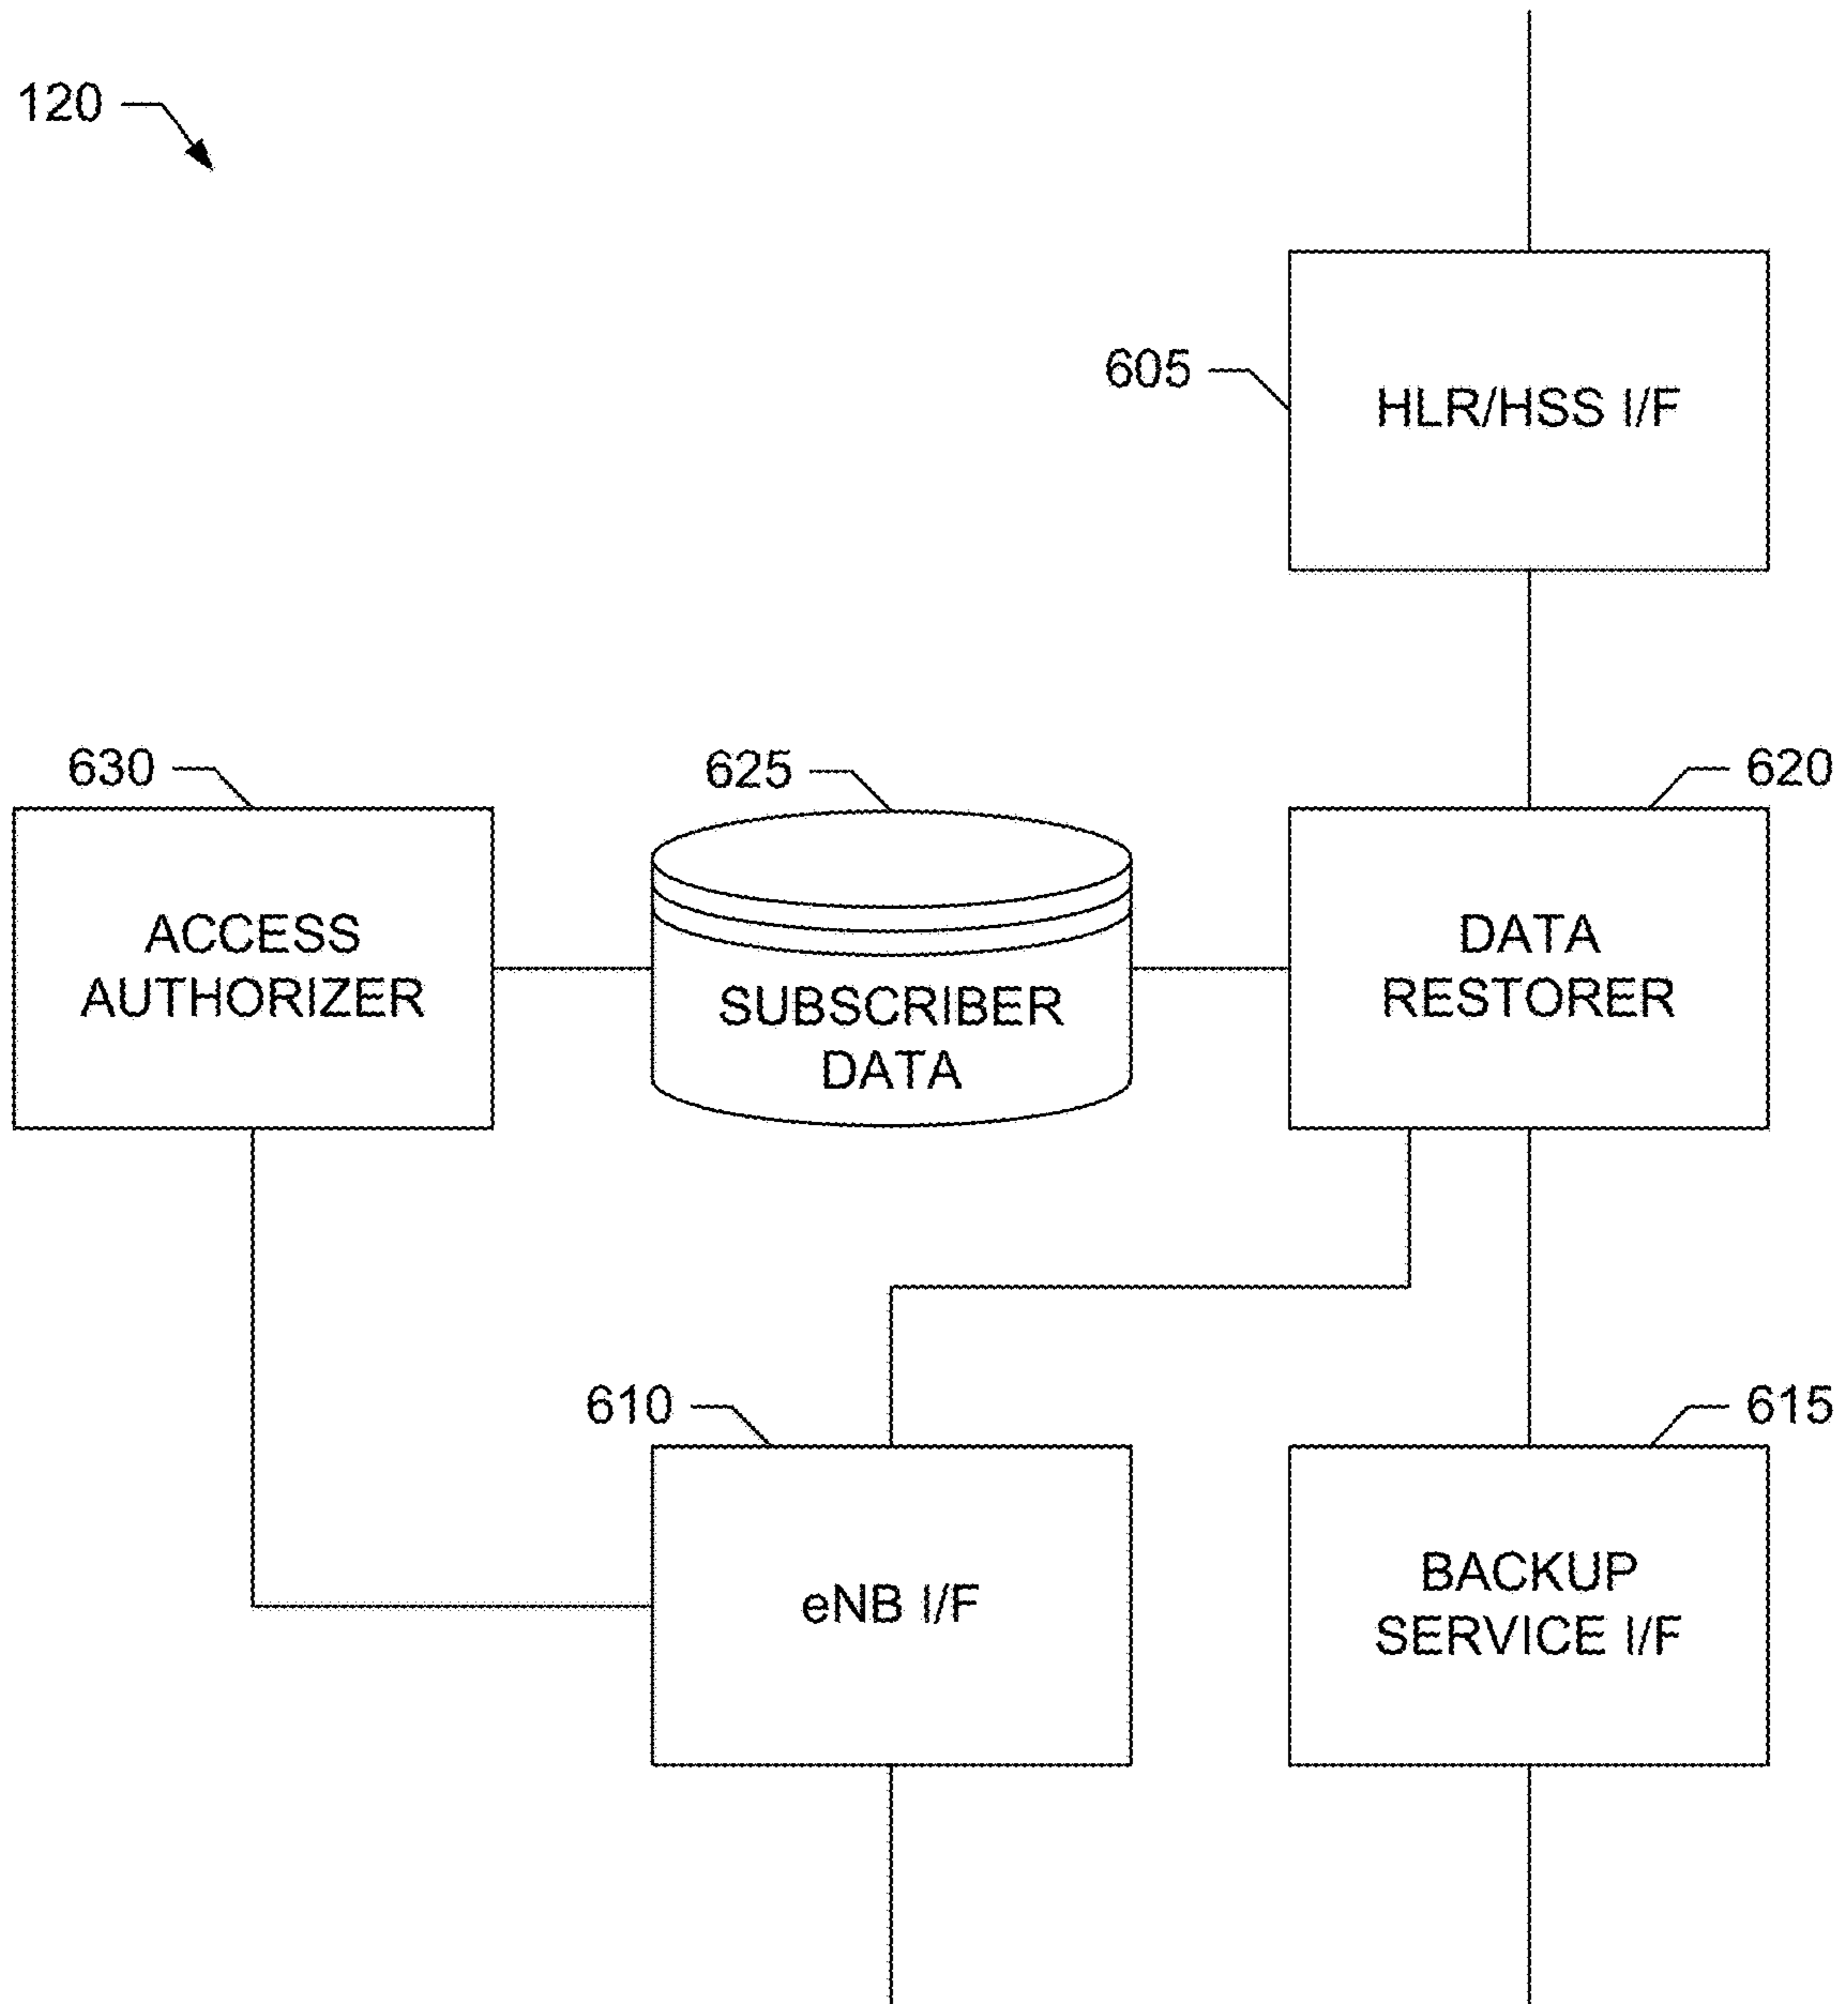 120
605
HLR/HSS I/F
630
625
620
ACCESS
AUTHORIZER
SUBSCRIBER
DATA
DATA
RESTORER
610
615
eNB I/F
BACKUP
SERVICE I/F